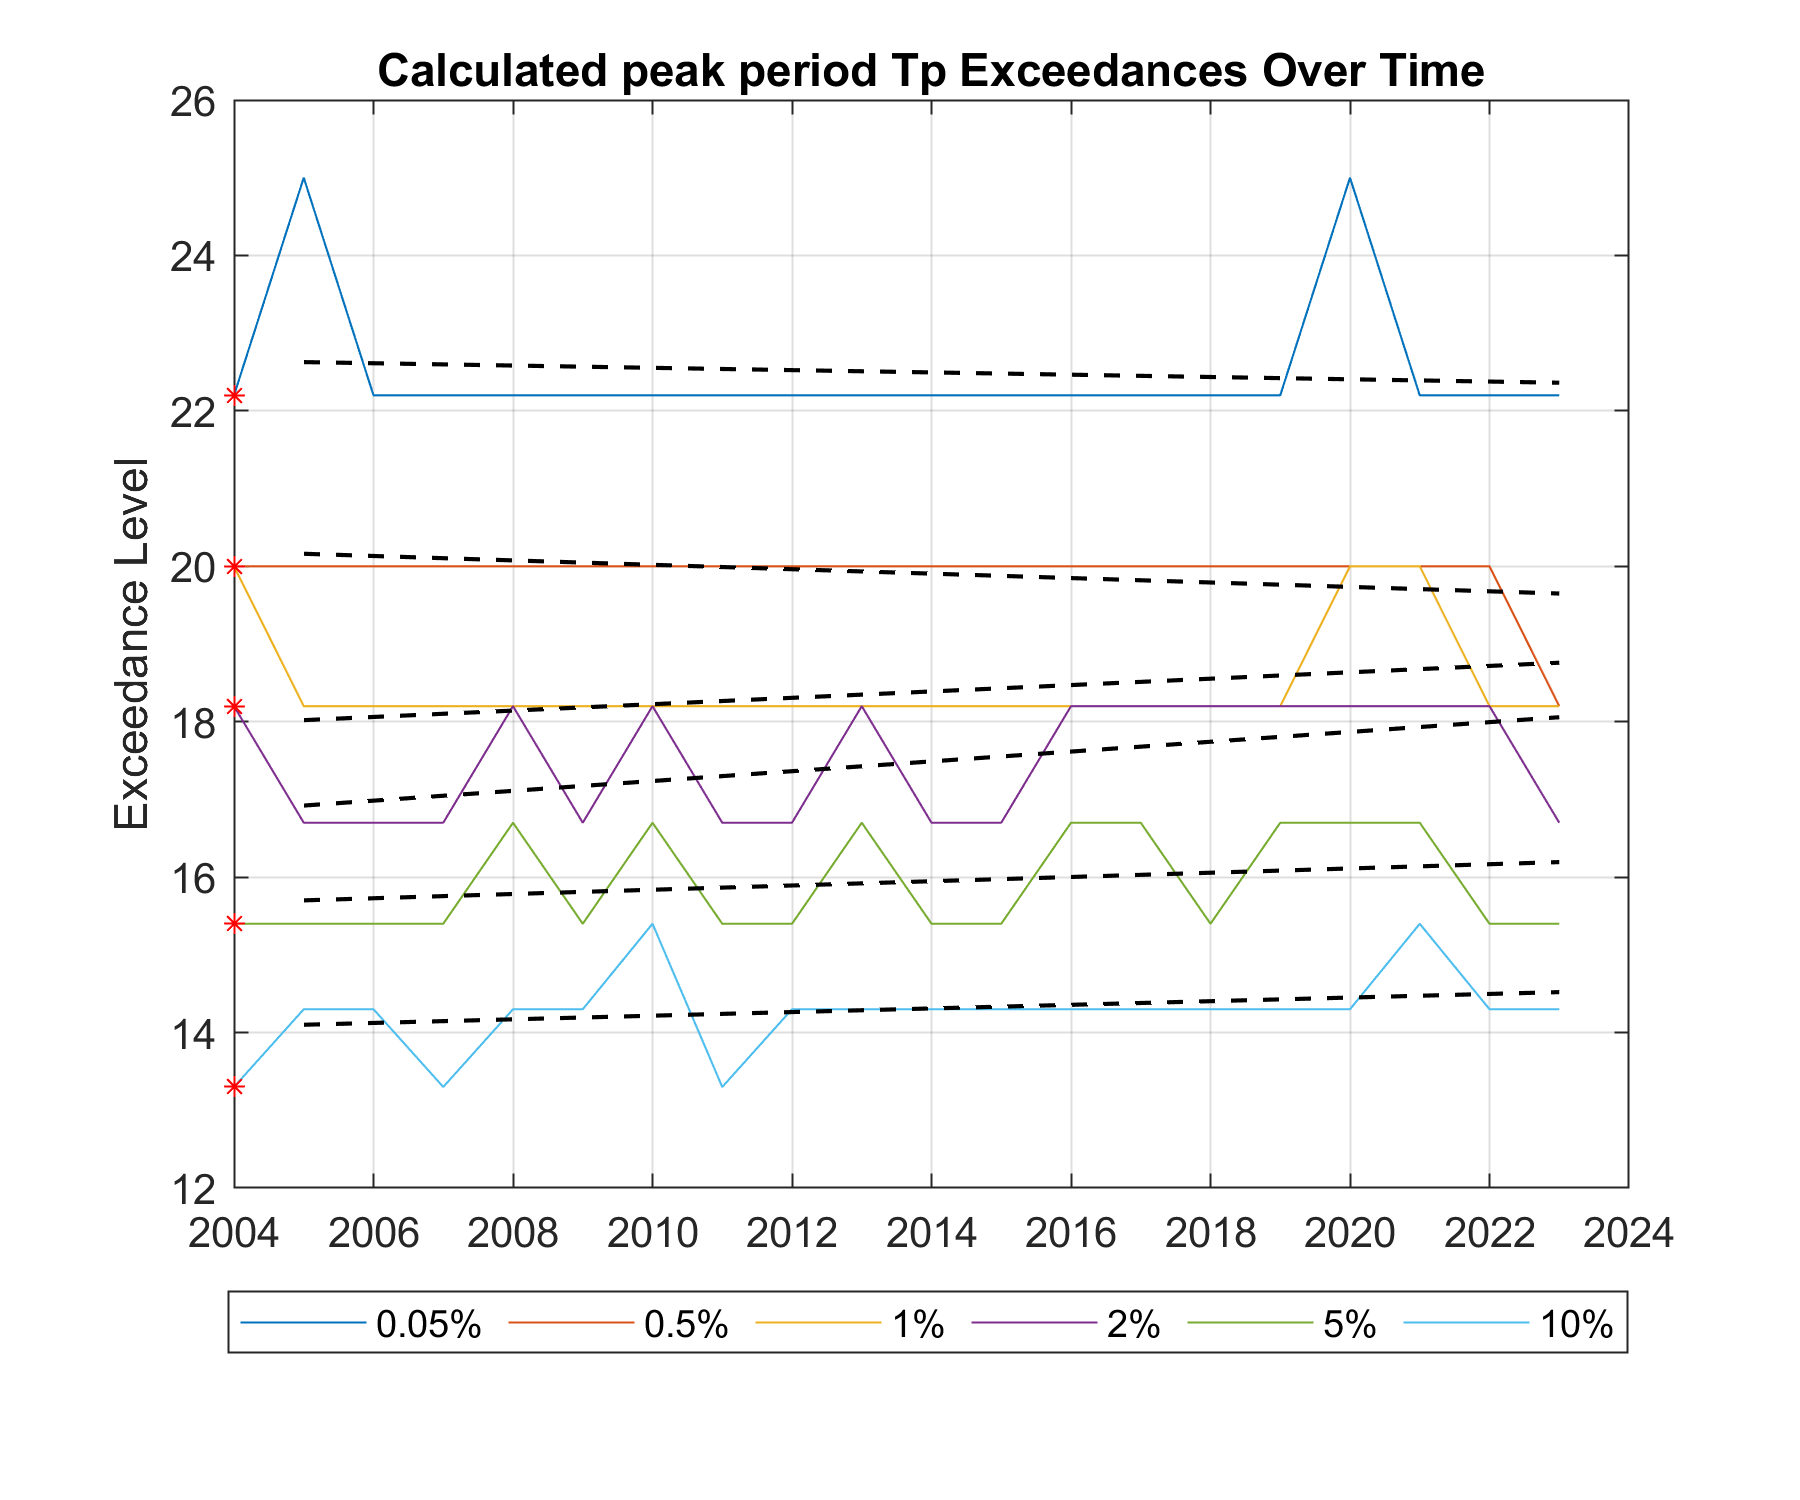 Calculated peak period Tp Exceedances Over Time
26
24
22
20
18
16
14
12
Exceedance Level
2004 2006 2008 2010 2012 2014 2016 2018 2020 2022 2024
0.05% 0.5% 1% 2% 5% 10%